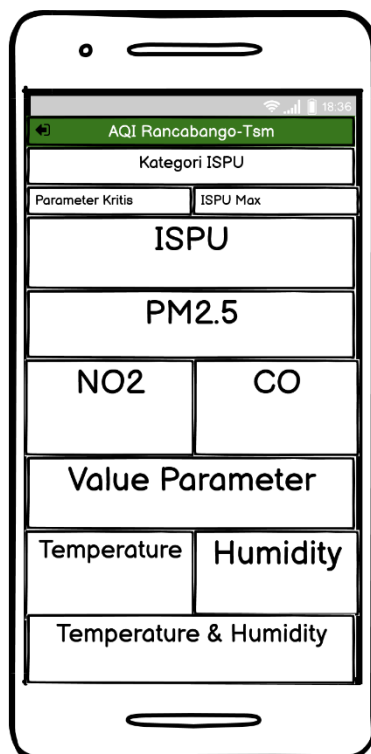 18:36
AQI Rancabango-Tsm
Kategori ISPU
Parameter Kritis ISPU Max
ISPU
PM2.5
NO2 CO
Value Parameter
Temperature Humidity
Temperature & Humidity